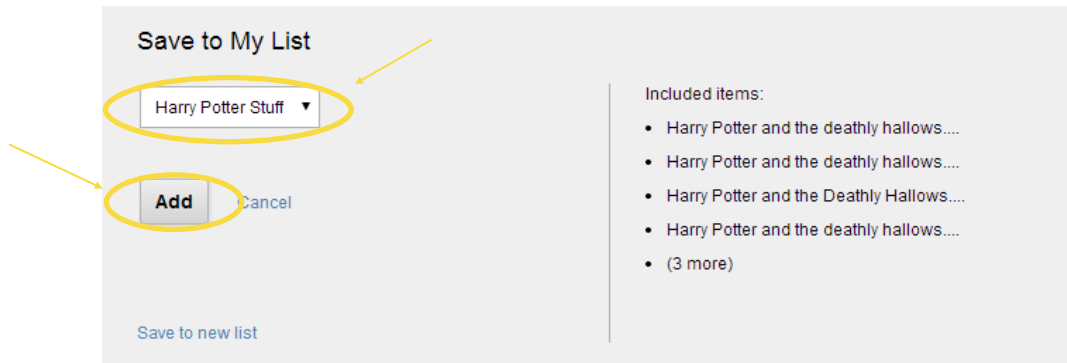 Save to My List
Harry Potter Stuff
Add
Cancel
Save to new list
Included items:
Harry Potter and the deathly hallows....
Harry Potter and the deathly hallows....
Harry Potter and the Deathly Hallows....
Harry Potter and the deathly hallows....
(3 more)